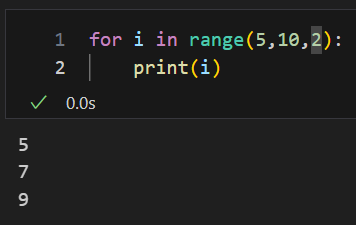 1 for i in range(5,10,2):
2     print(i)
0.0s
5
7
9